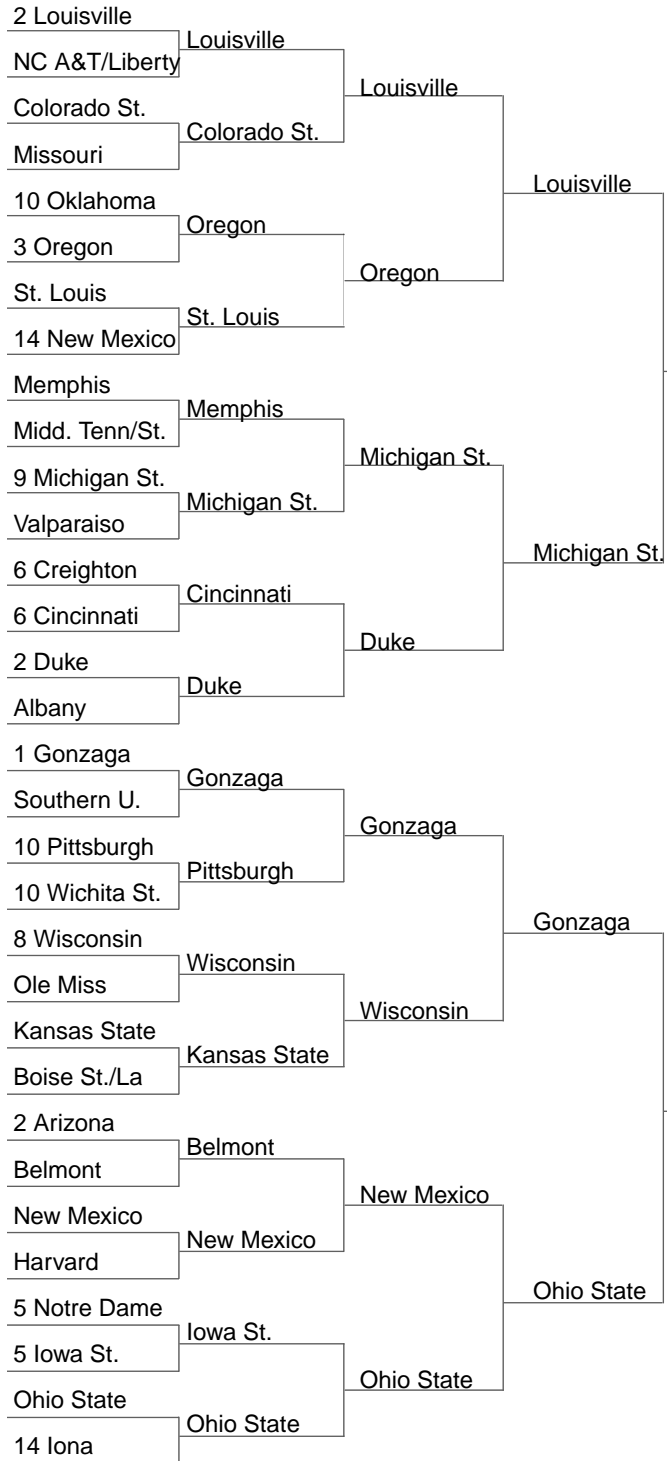 2 Louisville
NC A&T/Liberty
Colorado St.
Missouri
10 Oklahoma
3 Oregon
St. Louis
14 New Mexico
Memphis
Midd. Tenn/St.
9 Michigan St.
Valparaiso
6 Creighton
6 Cincinnati
2 Duke
Albany
1 Gonzaga
Southern U.
10 Pittsburgh
10 Wichita St.
8 Wisconsin
Ole Miss
Kansas State
Boise St./La
2 Arizona
Belmont
New Mexico
Harvard
5 Notre Dame
5 Iowa St.
Ohio State
14 Iona
Louisville
Colorado St.
Oregon
St. Louis
Memphis
Michigan St.
Cincinnati
Duke
Gonzaga
Pittsburgh
Wisconsin
Kansas State
Belmont
New Mexico
Iowa St.
Ohio State
Louisville
Oregon
Michigan St.
Duke
Gonzaga
Wisconsin
New Mexico
Ohio State
Louisville
Michigan St.
Gonzaga
Ohio State